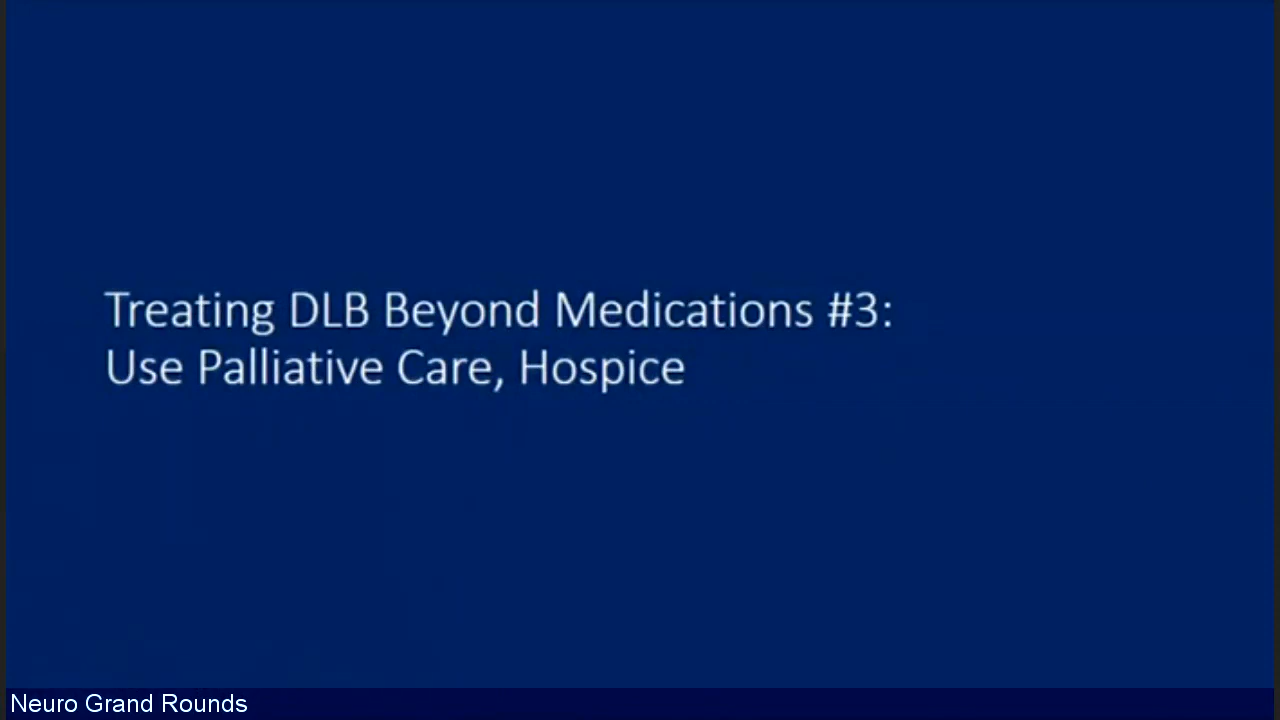 Treating DLB Beyond Medications #3:
Use Palliative Care, Hospice
Neuro Grand Rounds